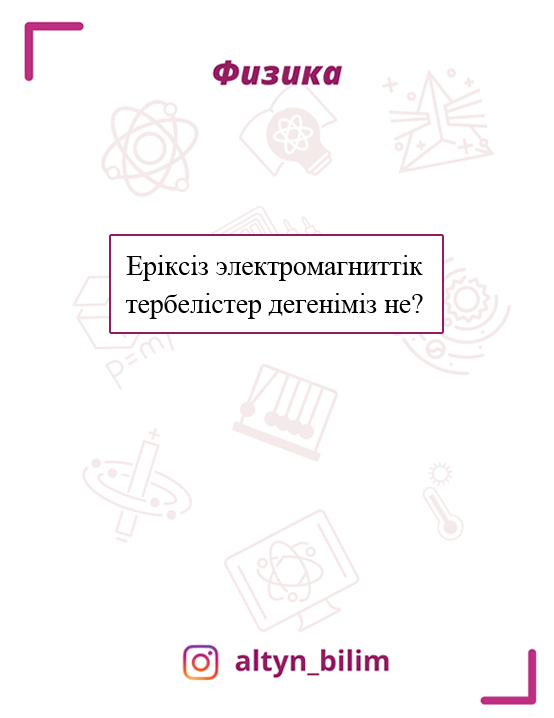 Физика
Еріксіз электромагниттік
тербелістер дегеніміз не?
p=m/
altyn_bilim